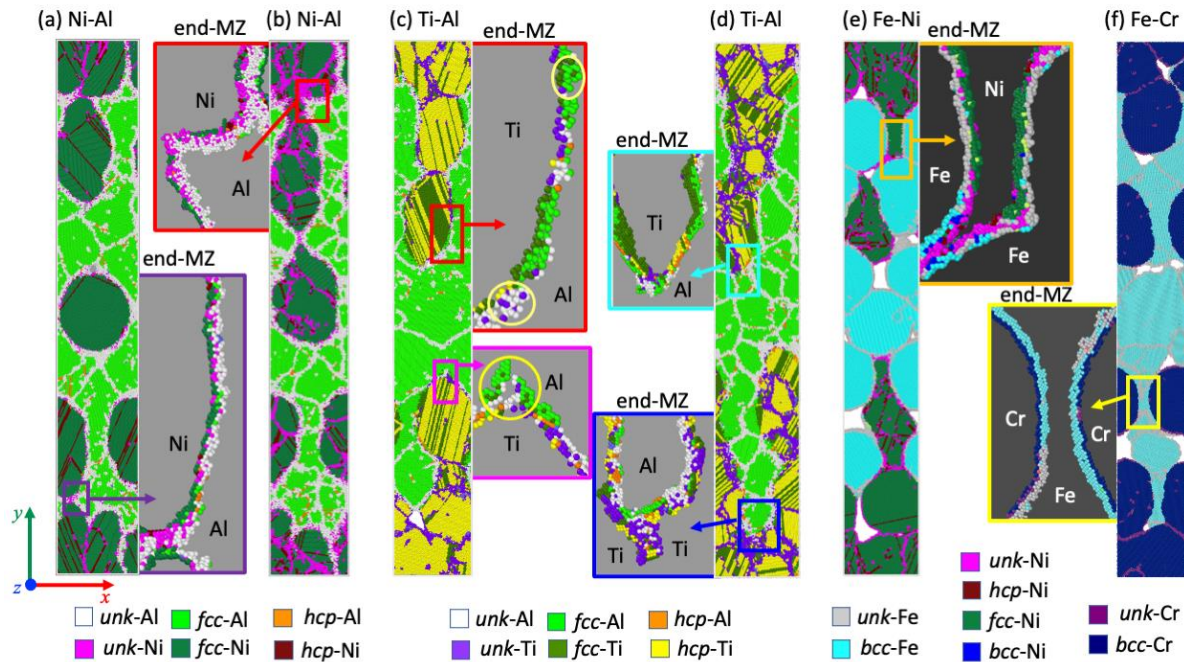 (a) Ni-Al
(b) Ni-Al
(c) Ti-Al
(d) Ti-Al
(e) Fe-Ni
(f) Fe-Cr
end-MZ
Ni
Al
end-MZ
Ni
Al
end-MZ
Ti
Al
Al
Ti
end-MZ
Ti
Al
end-MZ
Al
Ti
Ti
end-MZ
Ni
Fe
Fe
end-MZ
Cr
Cr
Fe
y
z
x
unk-Al
fcc-Al
hcp-Al
unk-Ni
fcc-Ni
hcp-Ni
unk-Al
fcc-Al
hcp-Al
unk-Ti
fcc-Ti
hcp-Ti
unk-Fe
bcc-Fe
unk-Ni
hcp-Ni
fcc-Ni
bcc-Ni
unk-Cr
bcc-Cr